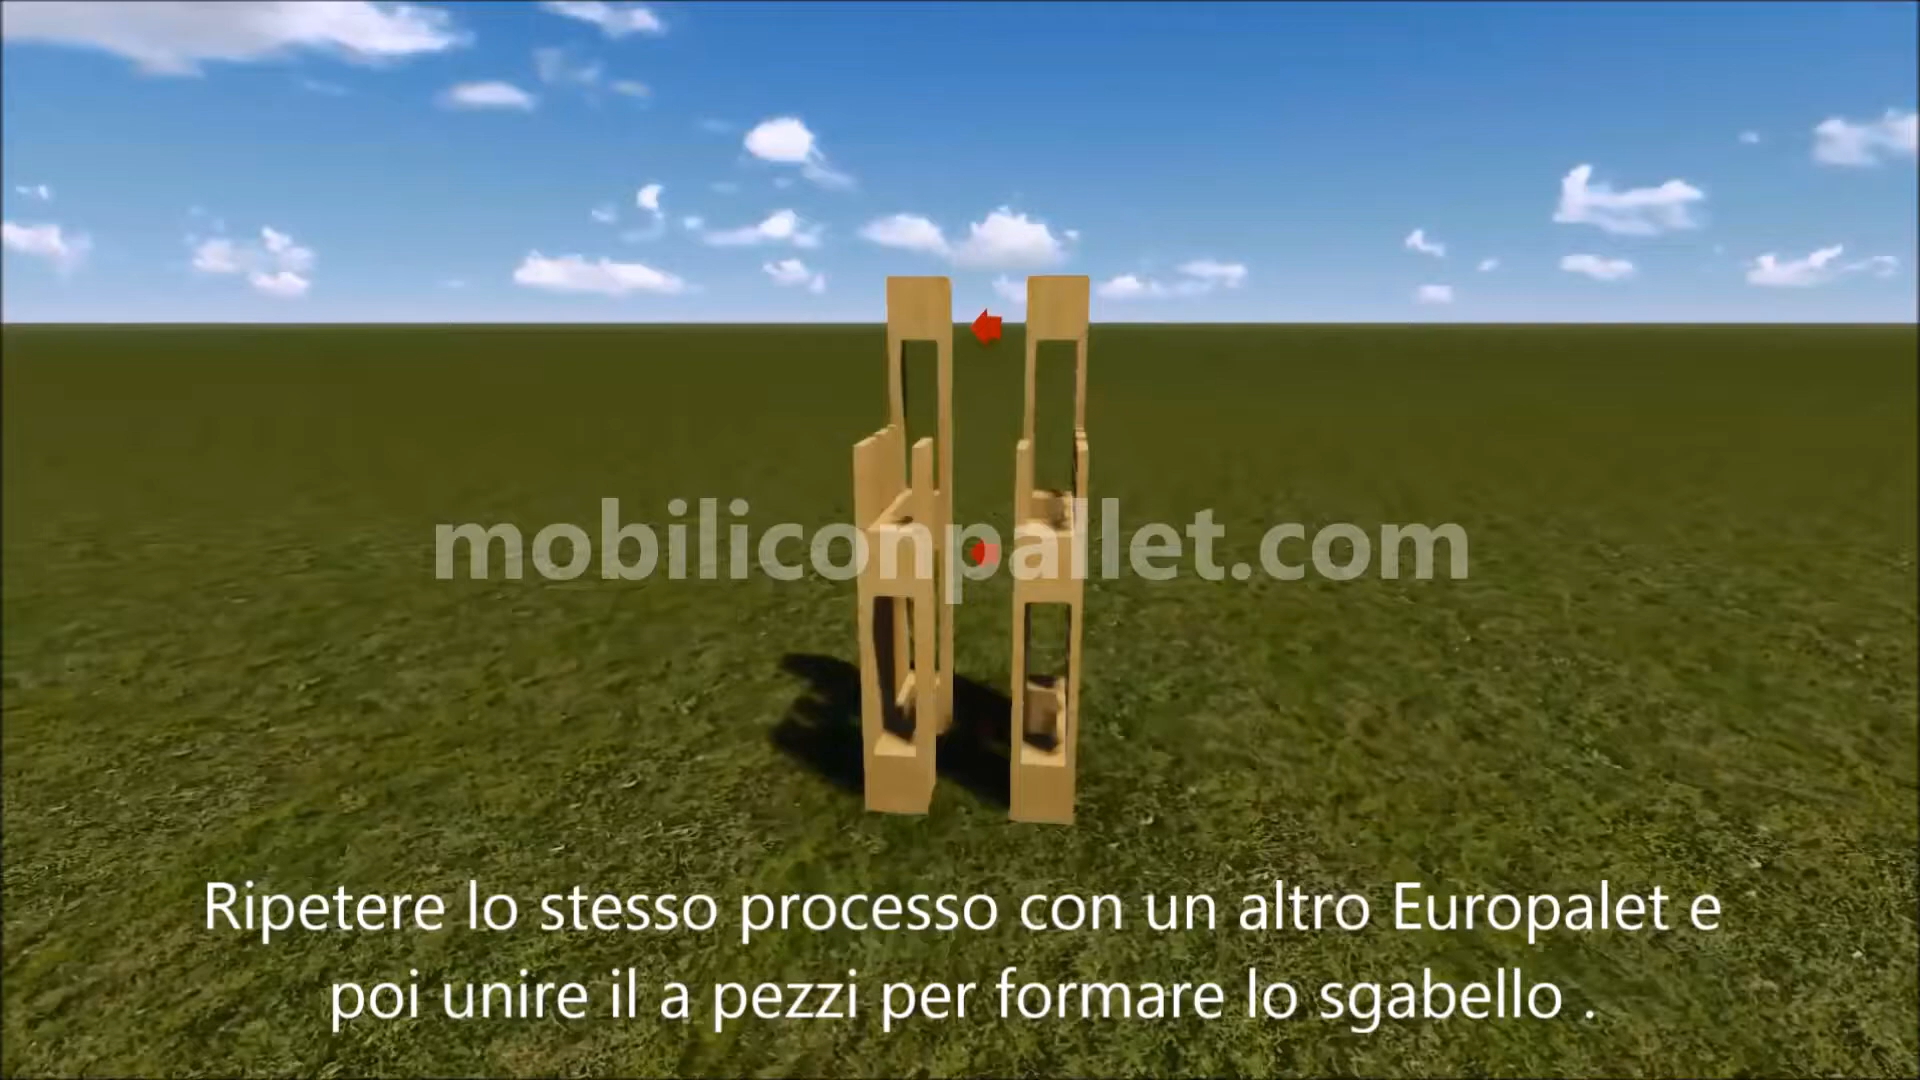 mobiliconpallet.com
Ripetere lo stesso processo con un altro Europalet e
poi unire il a pezzi per formare lo sgabello .